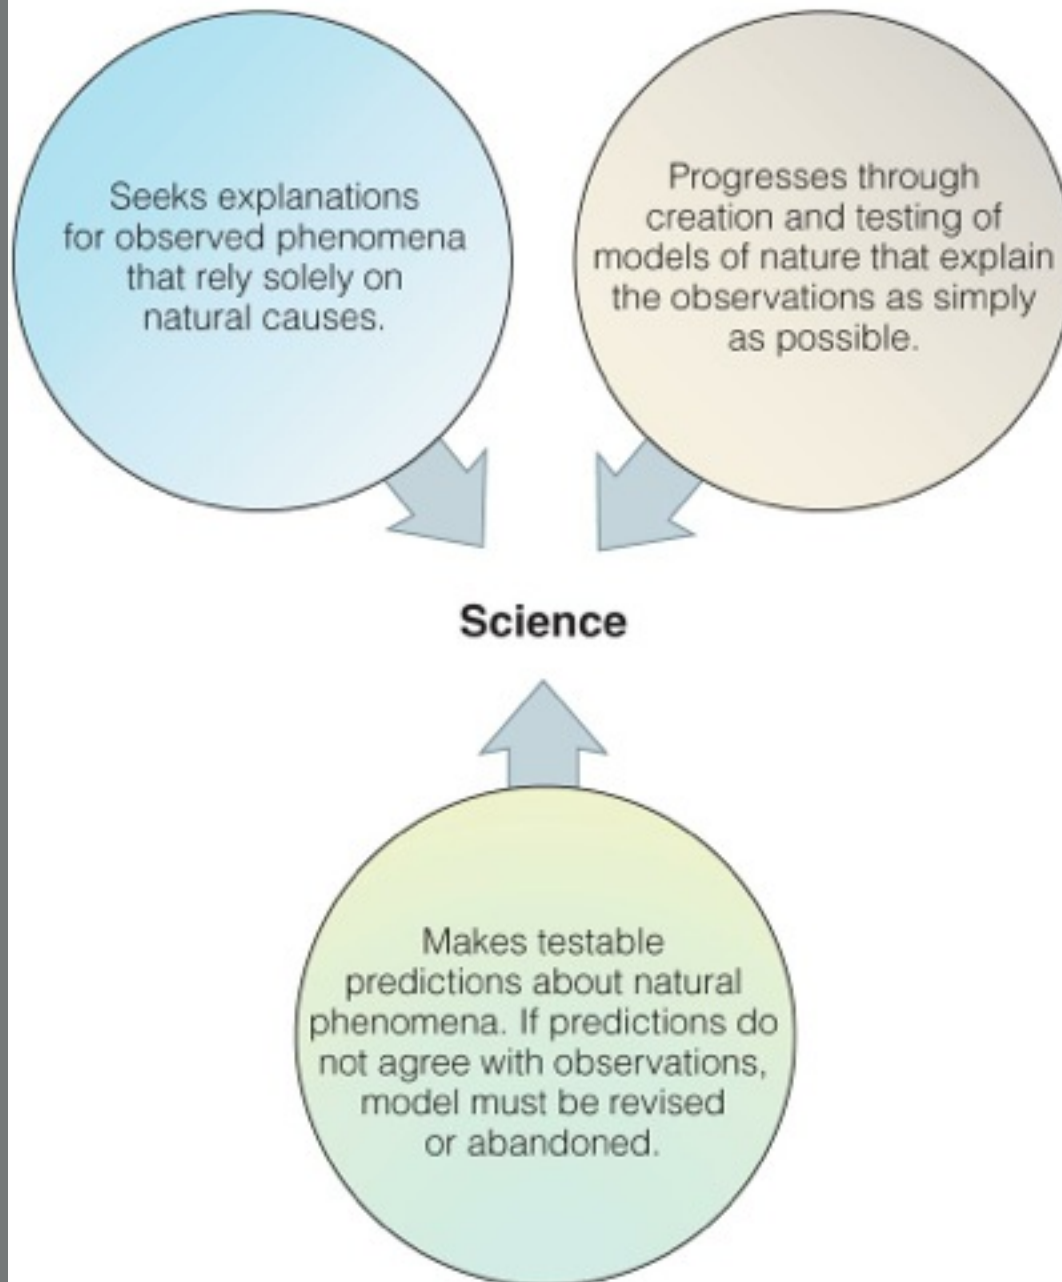 Seeks explanations
for observed phenomena
that rely solely on
natural causes.
Progresses through
creation and testing of
models of nature that explain
the observations as simply
as possible.
Science
Makes testable
predictions about natural
phenomena. If predictions do
not agree with observations,
model must be revised
or abandoned.